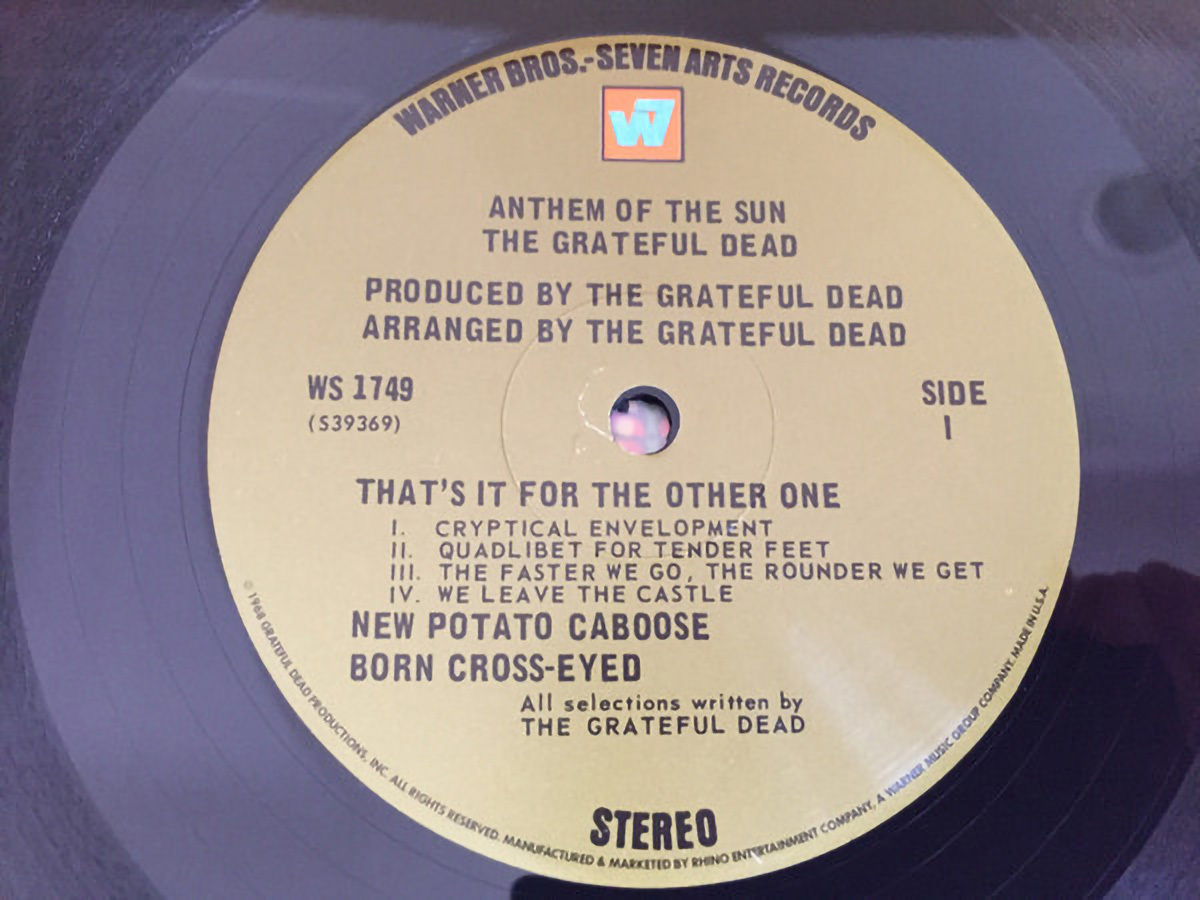 WARNER BROS.-SEVEN ARTS RECORDS
W7
ANTHEM OF THE SUN
THE GRATEFUL DEAD
PRODUCED BY THE GRATEFUL DEAD
ARRANGED BY THE GRATEFUL DEAD
WS 1749
(S39369)
SIDE
1
THAT'S IT FOR THE OTHER ONE
I. CRYPTICAL ENVELOPMENT
II. QUADLIBET FOR TENDER FEET
III. THE FASTER WE GO, THE ROUNDER WE GET
IV. WE LEAVE THE CASTLE
NEW POTATO CABOOSE
BORN CROSS-EYED
All selections written by
THE GRATEFUL DEAD
STEREO
© 1968 GRATEFUL DEAD PRODUCTIONS, INC. ALL RIGHTS RESERVED. MANUFACTURED & MARKETED BY RHINO ENTERTAINMENT COMPANY, A WARNER MUSIC GROUP COMPANY. MADE IN U.S.A.